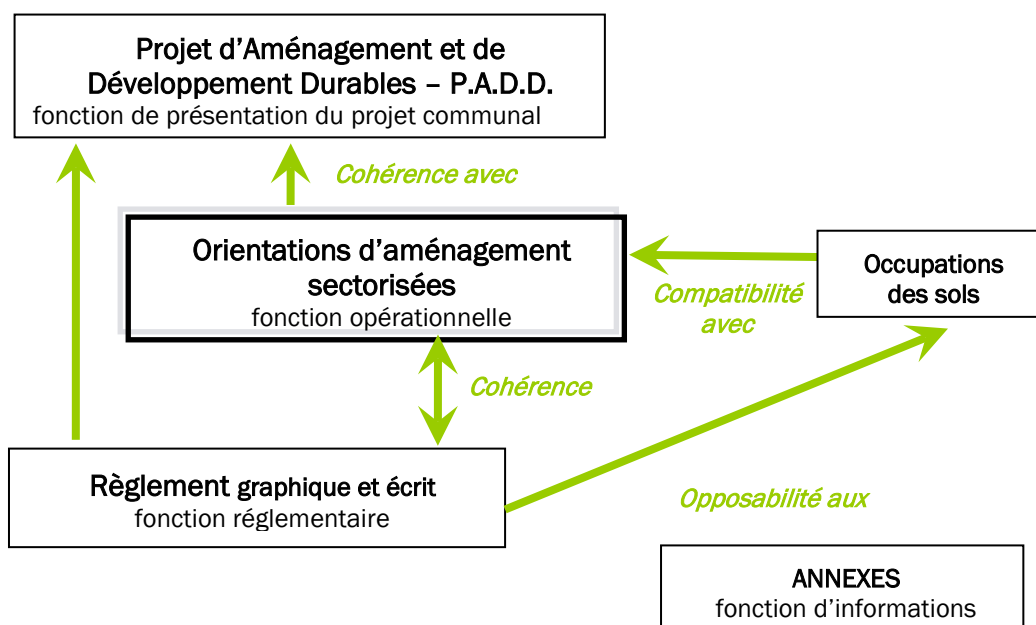 Projet d’Aménagement et de
Développement Durables – P.A.D.D.
fonction de présentation du projet communal
Cohérence avec
Orientations d’aménagement
sectorisées
fonction opérationnelle
Occupations
des sols
Compatibilité
avec
Cohérence
Règlement graphique et écrit
fonction réglementaire
Opposabilité aux
ANNEXES
fonction d’informations